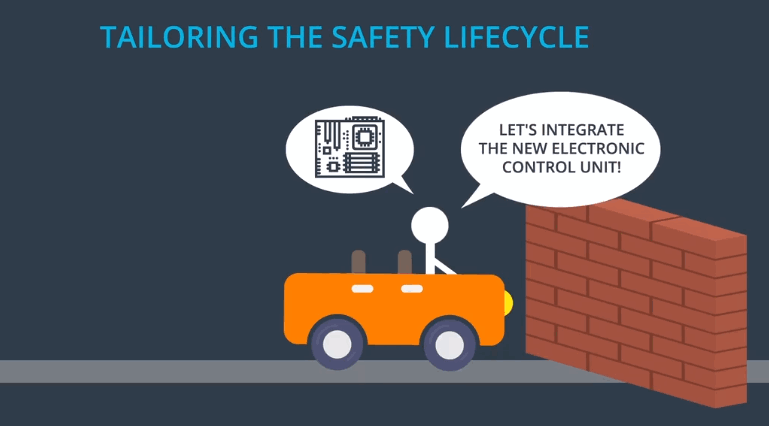 TAILORING THE SAFETY LIFECYCLE
LET'S INTEGRATE
THE NEW ELECTRONIC
CONTROL UNIT!